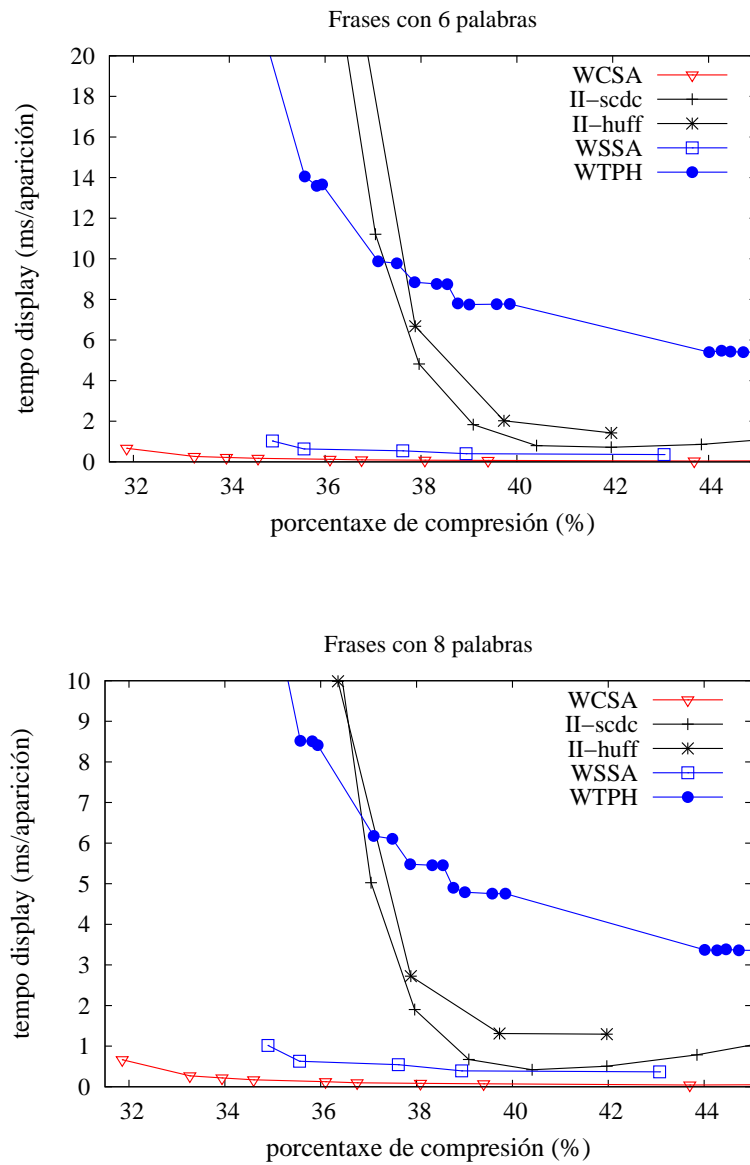 Frases con 6 palabras
20
18
16
14
12
10
8
6
4
2
0
tempo display (ms/aparición)
WCSA
II−scdc
II−huff
WSSA
WTPH
32 34 36 38 40 42 44
porcentaxe de compresión (%)
Frases con 8 palabras
10
9
8
7
6
5
4
3
2
1
0
tempo display (ms/aparición)
WCSA
II−scdc
II−huff
WSSA
WTPH
32 34 36 38 40 42 44
porcentaxe de compresión (%)